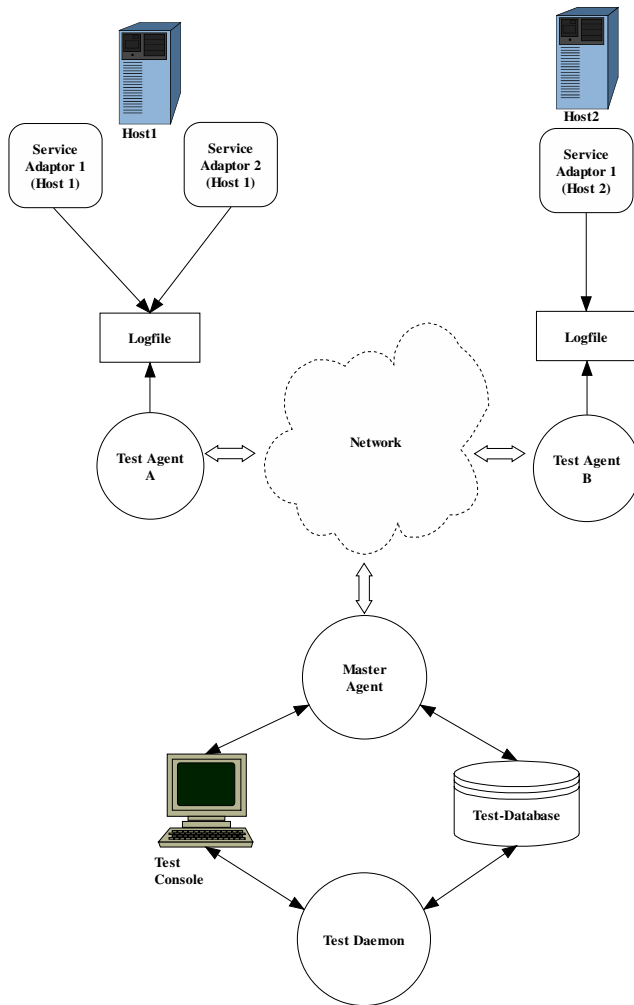 Host1
Host2
Service
Adaptor 1
(Host 1)
Service
Adaptor 2
(Host 1)
Service
Adaptor 1
(Host 2)
Logfile
Logfile
Test Agent
A
Network
Test Agent
B
Master
Agent
Test-Database
Test
Console
Test Daemon